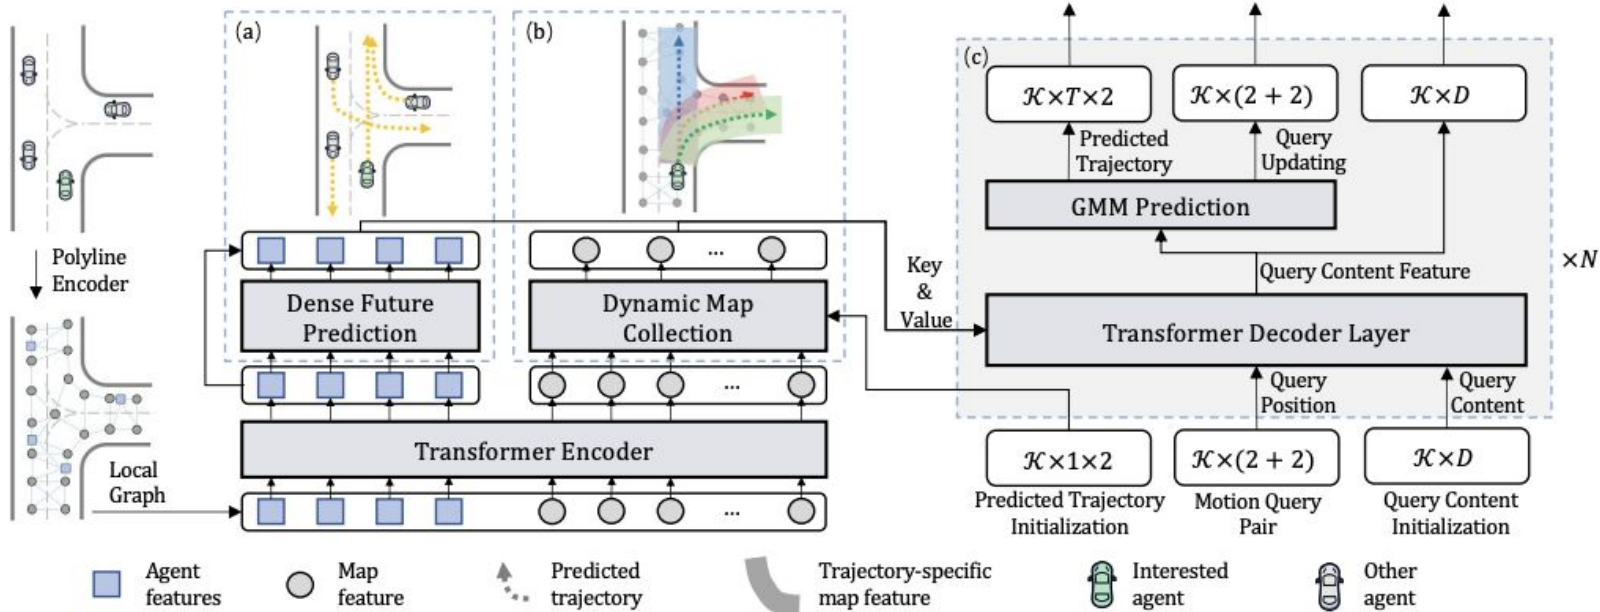 (a)
(b)
(c)
Polyline
Encoder
Local
Graph
Dense Future
Prediction
Dynamic Map
Collection
...
...
...
Transformer Encoder
Key
&
Value
𝒦×T×2
𝒦×(2 + 2)
𝒦×D
Predicted
Trajectory
Query
Updating
GMM Prediction
Query Content Feature
Transformer Decoder Layer
×N
Query
Position
Query
Content
𝒦×1×2
𝒦×(2 + 2)
𝒦×D
Predicted Trajectory
Initialization
Motion Query
Pair
Query Content
Initialization
Agent
features
Map
feature
Predicted
trajectory
Trajectory-specific
map feature
Interested
agent
Other
agent